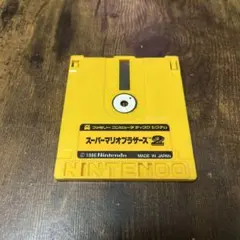 ファミリー コンピュータ ディスク システム
スーパーマリオブラザーズ2
© 1986 Nintendo
MADE IN JAPAN
NINTENDO